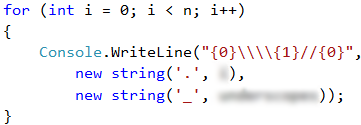 for (int i = 0; i < n; i++)
{
    Console.WriteLine("{0}\\\\{1}//{0}",
        new string('.', ),
        new string('_', ));
}